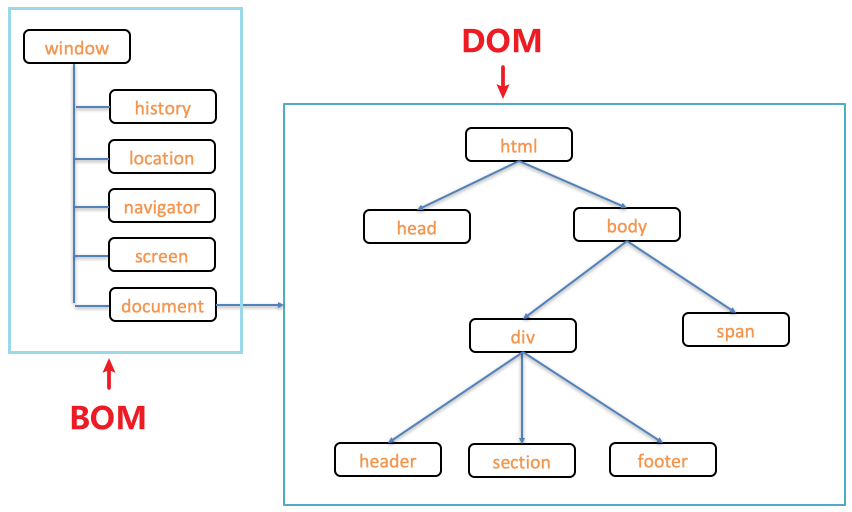 window
history
location
navigator
screen
document
BOM
DOM
html
head
body
div
span
header
section
footer